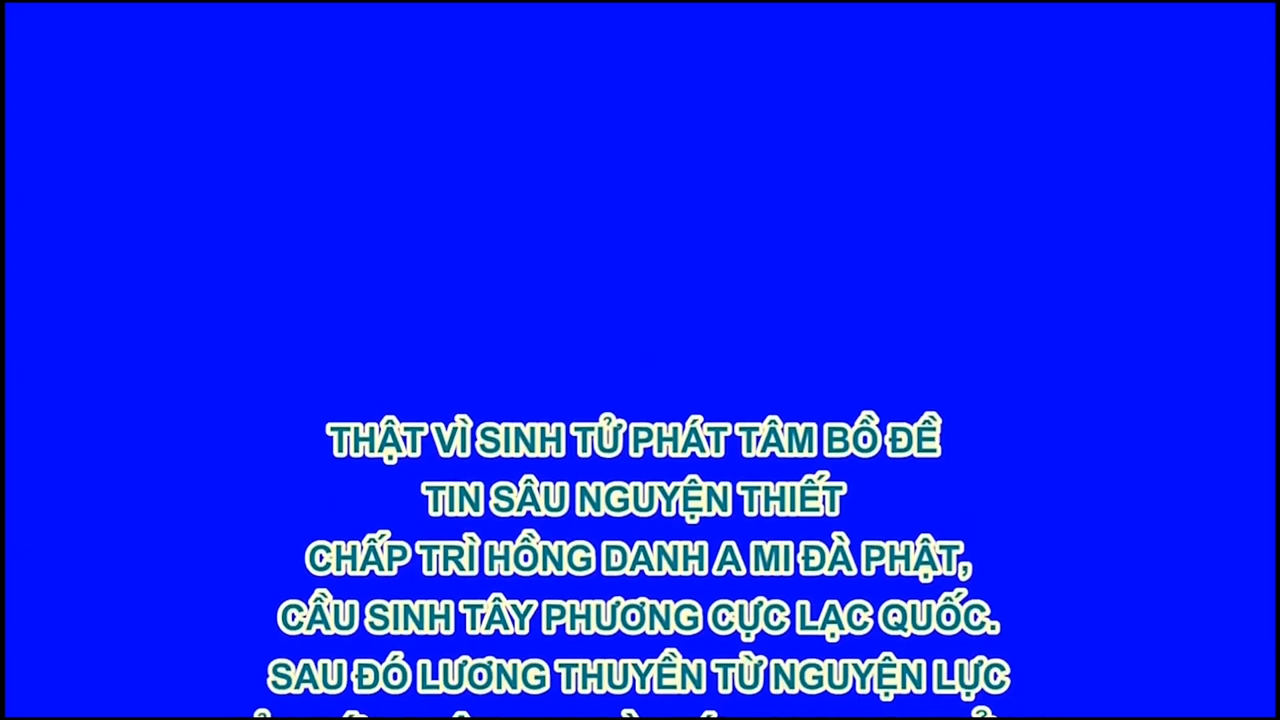 THẬT VÌ SINH TỬ PHÁT TÂM BỒ ĐỀ
TIN SÂU NGUYỆN THIẾT
CHẤP TRÌ HỒNG DANH A MI ĐÀ PHẬT,
CẦU SINH TÂY PHƯƠNG CỰC LẠC QUỐC.
SAU ĐÓ LƯƠNG THUYỀN TỪ NGUYỆN LỰC